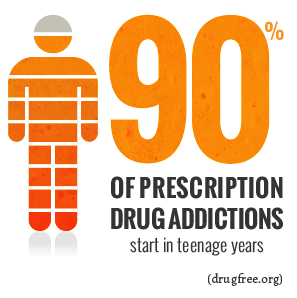 90%
OF PRESCRIPTION
DRUG ADDICTIONS
start in teenage years
(drugfree.org)